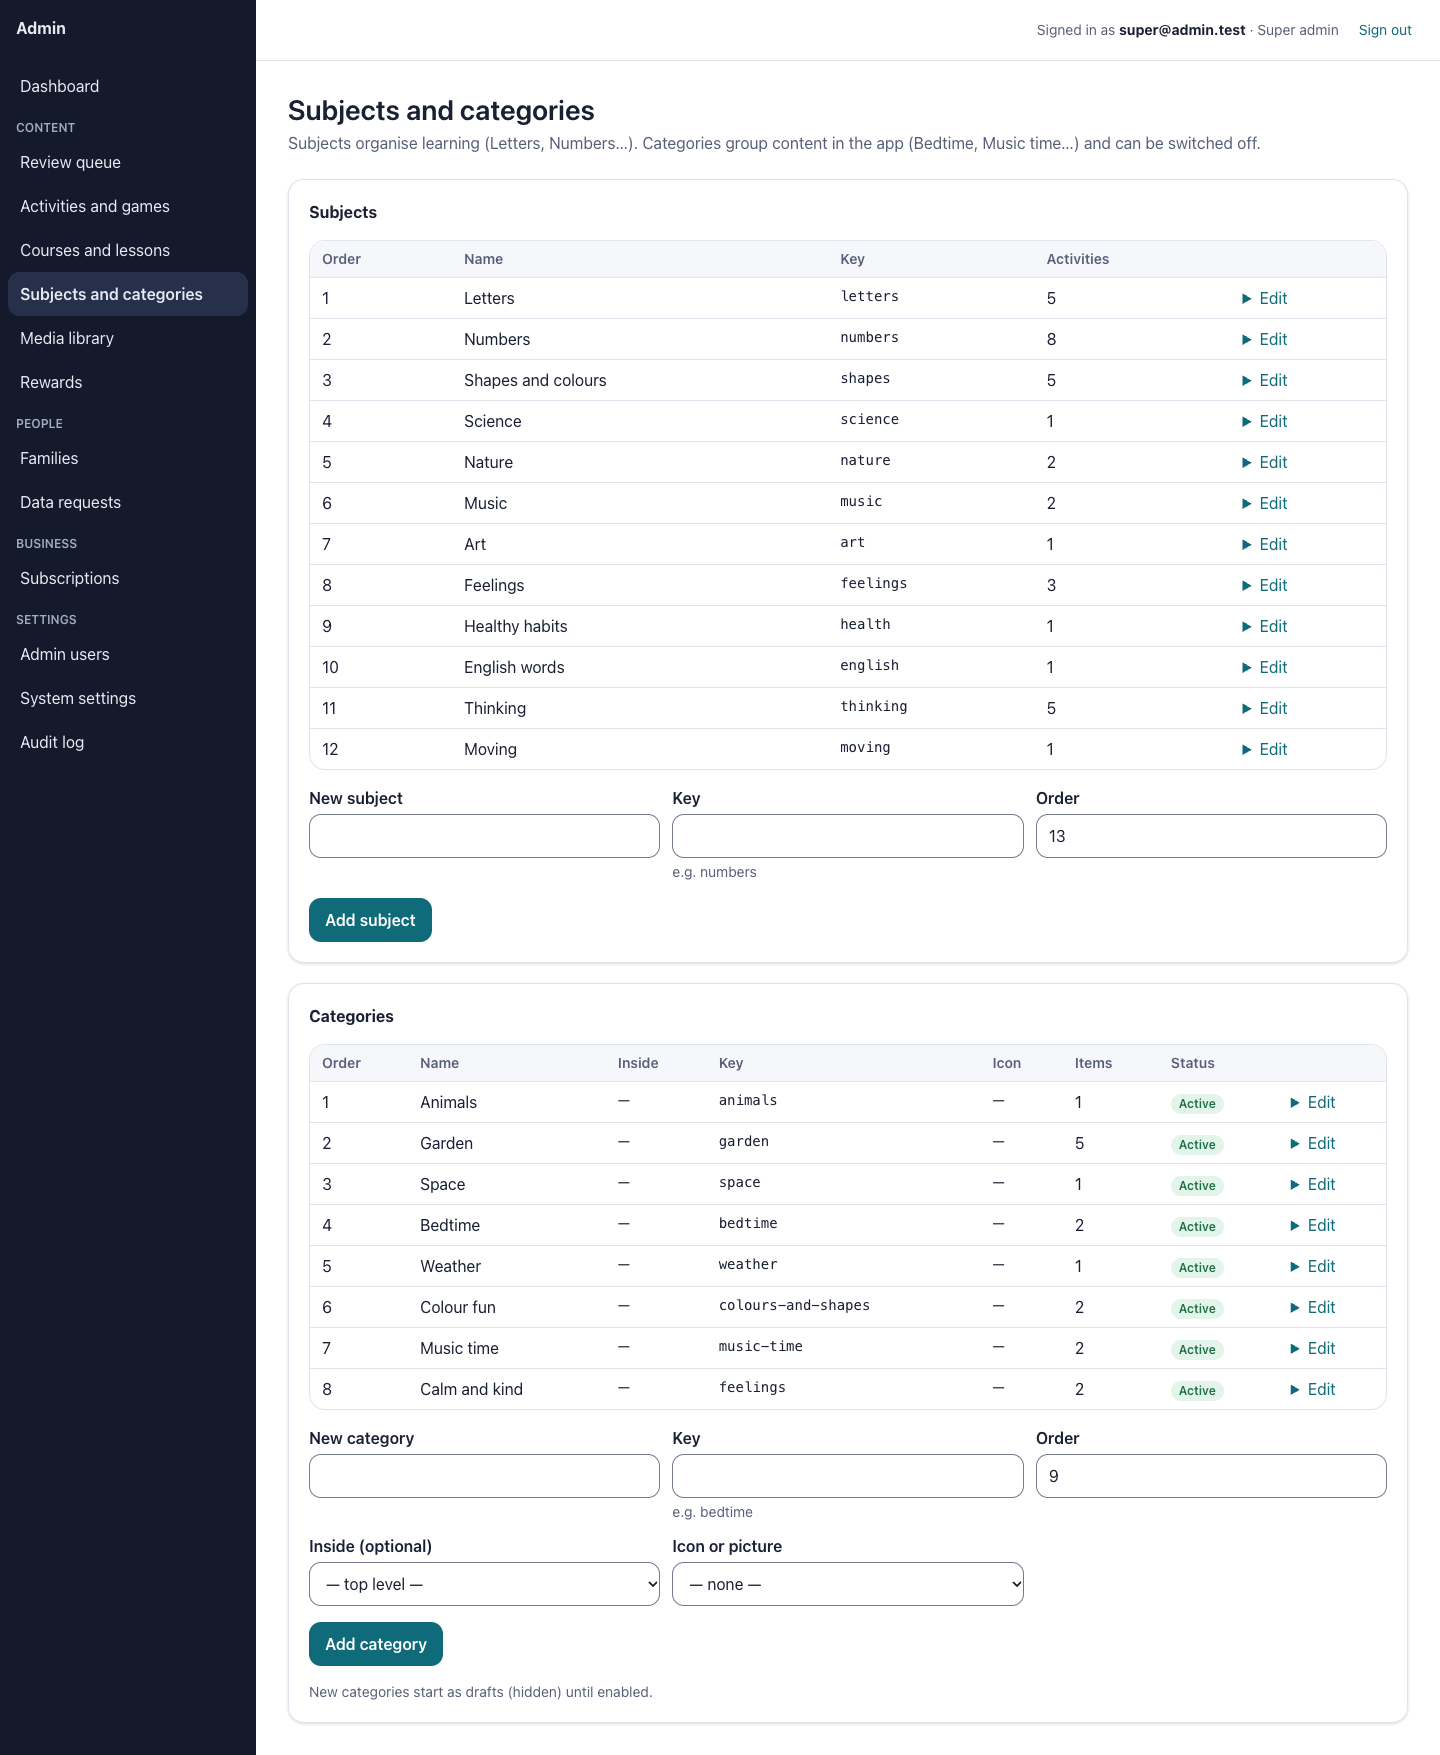 Admin
Signed in as super@admin.test · Super admin Sign out
Dashboard
CONTENT
Review queue
Activities and games
Courses and lessons
Subjects and categories
Media library
Rewards
PEOPLE
Families
Data requests
BUSINESS
Subscriptions
SETTINGS
Admin users
System settings
Audit log
Subjects and categories
Subjects organise learning (Letters, Numbers…). Categories group content in the app (Bedtime, Music time…) and can be switched off.
Subjects
Order Name Key Activities
1 Letters letters 5 ▶ Edit
2 Numbers numbers 8 ▶ Edit
3 Shapes and colours shapes 5 ▶ Edit
4 Science science 1 ▶ Edit
5 Nature nature 2 ▶ Edit
6 Music music 2 ▶ Edit
7 Art art 1 ▶ Edit
8 Feelings feelings 3 ▶ Edit
9 Healthy habits health 1 ▶ Edit
10 English words english 1 ▶ Edit
11 Thinking thinking 5 ▶ Edit
12 Moving moving 1 ▶ Edit
New subject Key Order
13
e.g. numbers
Add subject
Categories
Order Name Inside Key Icon Items Status
1 Animals — animals — 1 Active ▶ Edit
2 Garden — garden — 5 Active ▶ Edit
3 Space — space — 1 Active ▶ Edit
4 Bedtime — bedtime — 2 Active ▶ Edit
5 Weather — weather — 1 Active ▶ Edit
6 Colour fun — colours-and-shapes — 2 Active ▶ Edit
7 Music time — music-time — 2 Active ▶ Edit
8 Calm and kind — feelings — 2 Active ▶ Edit
New category Key Order
9
e.g. bedtime
Inside (optional) Icon or picture
— top level — — none —
Add category
New categories start as drafts (hidden) until enabled.